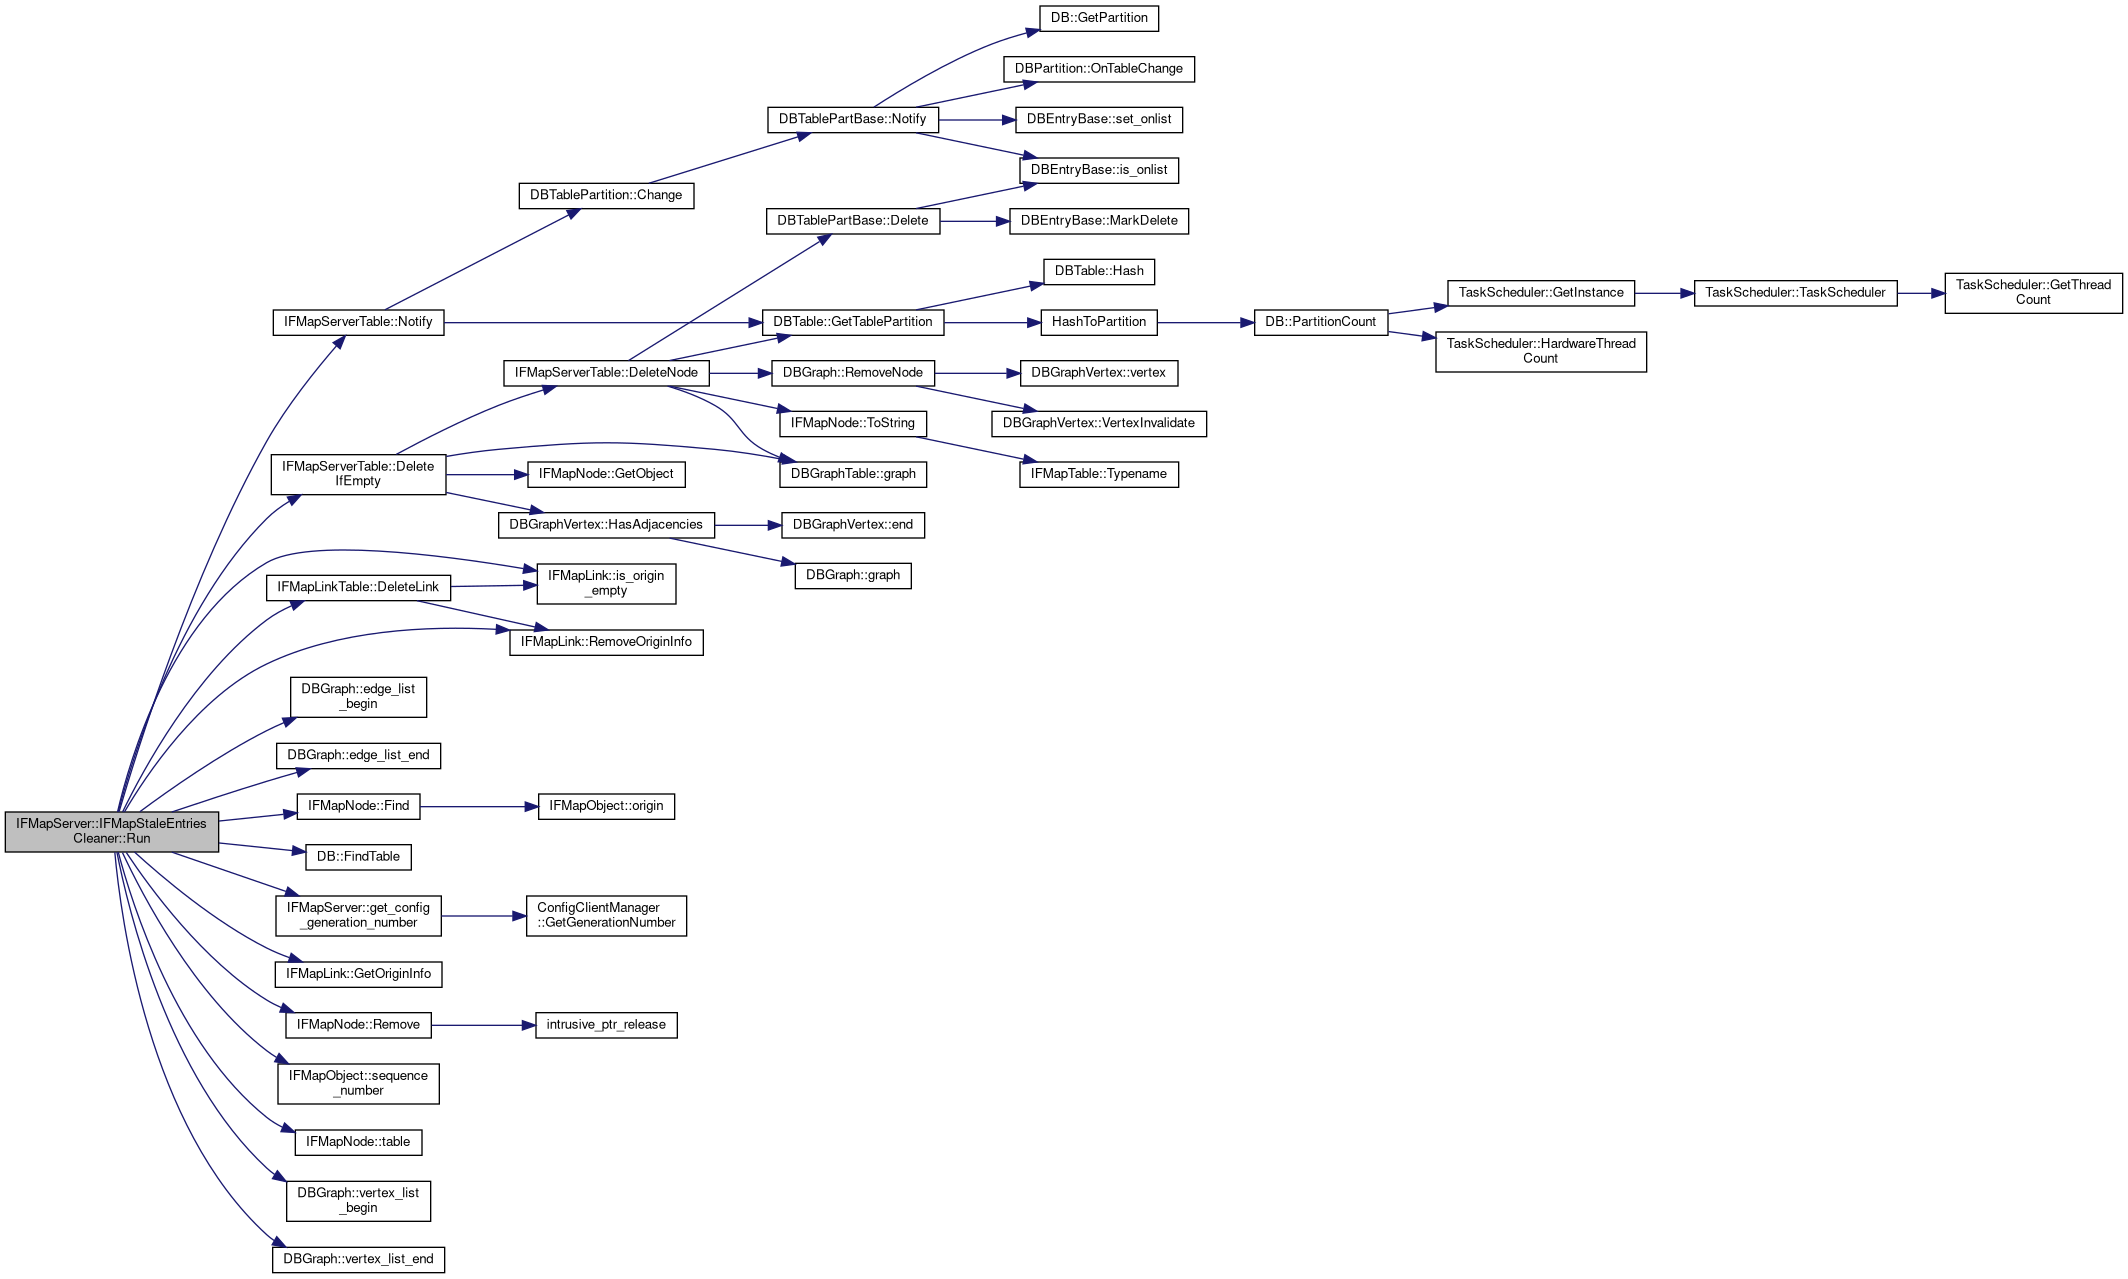 DB::GetPartition
DBPartition::OnTableChange
DBTablePartBase::Notify
DBEntryBase::set_onlist
DBEntryBase::is_onlist
DBTablePartition::Change
DBTablePartBase::Delete
DBEntryBase::MarkDelete
DBTable::Hash
TaskScheduler::GetInstance
TaskScheduler::TaskScheduler
TaskScheduler::GetThread
Count
IFMapServerTable::Notify
DBTable::GetTablePartition
HashToPartition
DB::PartitionCount
TaskScheduler::HardwareThread
Count
IFMapServerTable::DeleteNode
DBGraph::RemoveNode
DBGraphVertex::vertex
IFMapNode::ToString
DBGraphVertex::VertexInvalidate
IFMapServerTable::Delete
IfEmpty
IFMapNode::GetObject
DBGraphTable::graph
IFMapTable::Typename
DBGraphVertex::HasAdjacencies
DBGraphVertex::end
DBGraph::graph
IFMapLinkTable::DeleteLink
IFMapLink::is_origin
_empty
IFMapLink::RemoveOriginInfo
DBGraph::edge_list
_begin
DBGraph::edge_list_end
IFMapServer::IFMapStaleEntries
Cleaner::Run
IFMapNode::Find
IFMapObject::origin
DB::FindTable
IFMapServer::get_config
_generation_number
ConfigClientManager
::GetGenerationNumber
IFMapLink::GetOriginInfo
IFMapNode::Remove
intrusive_ptr_release
IFMapObject::sequence
_number
IFMapNode::table
DBGraph::vertex_list
_begin
DBGraph::vertex_list_end